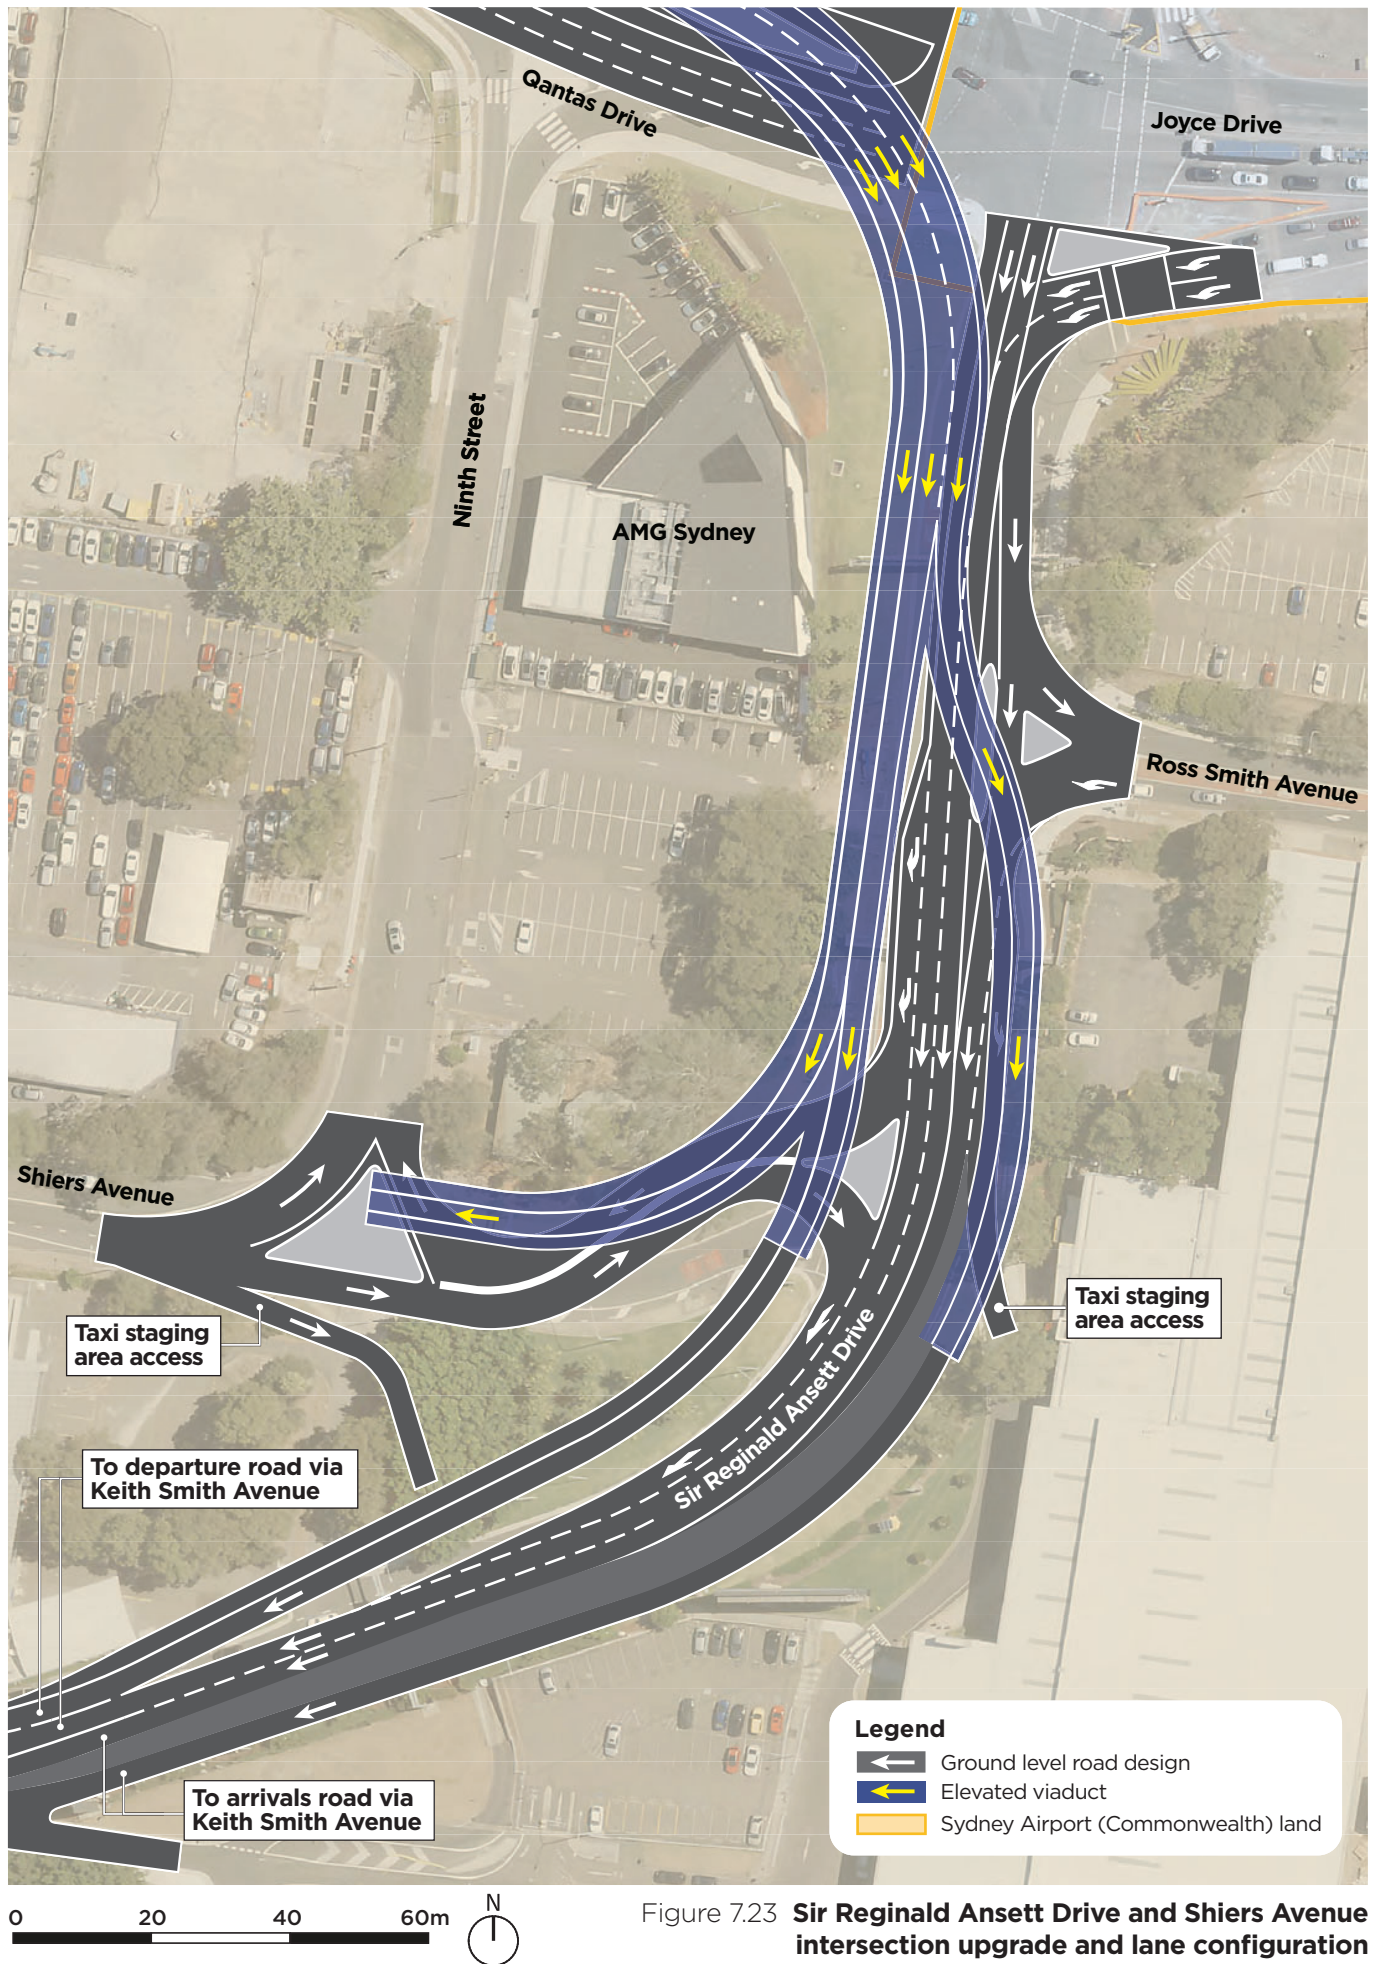 Qantas Drive
Joyce Drive
Ninth Street
AMG Sydney
Ross Smith Avenue
Shiers Avenue
Taxi staging
area access
Taxi staging
area access
Sir Reginald Ansett Drive
To departure road via
Keith Smith Avenue
To arrivals road via
Keith Smith Avenue
Legend
Ground level road design
Elevated viaduct
Sydney Airport (Commonwealth) land
0 20 40 60m
N
Figure 7.23 Sir Reginald Ansett Drive and Shiers Avenue
intersection upgrade and lane configuration